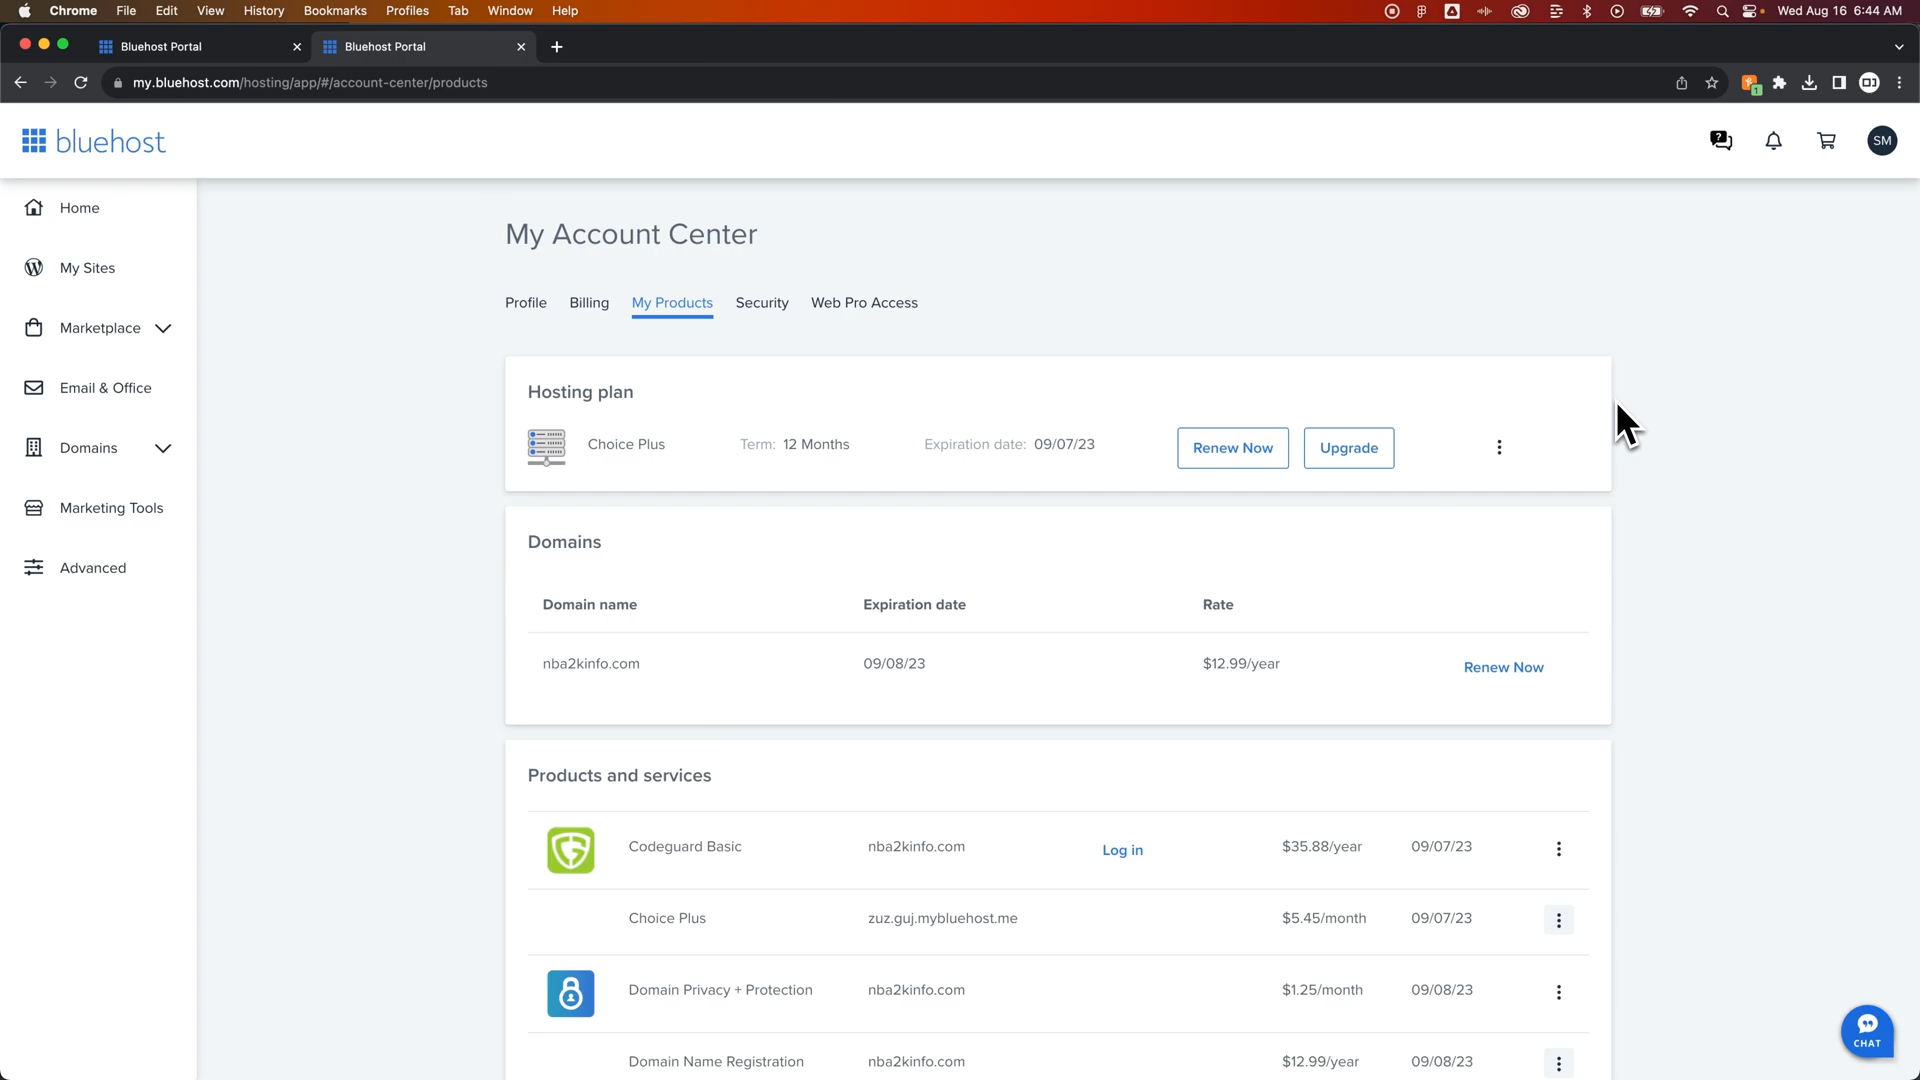 Chrome File Edit View History Bookmarks Profiles Tab Window Help Wed Aug 16 6:44 AM
Bluehost Portal Bluehost Portal
my.bluehost.com/hosting/app/#/account-center/products 1
bluehost ? SM
Home
My Sites
Marketplace
Email & Office
Domains
Marketing Tools
Advanced
My Account Center
Profile Billing My Products Security Web Pro Access
Hosting plan
Choice Plus Term: 12 Months Expiration date: 09/07/23 Renew Now Upgrade
Domains
Domain name Expiration date Rate
nba2kinfo.com 09/08/23 $12.99/year Renew Now
Products and services
Codeguard Basic nba2kinfo.com Log in $35.88/year 09/07/23
Choice Plus zuz.guj.mybluehost.me $5.45/month 09/07/23
Domain Privacy + Protection nba2kinfo.com $1.25/month 09/08/23
Domain Name Registration nba2kinfo.com $12.99/year 09/08/23
CHAT